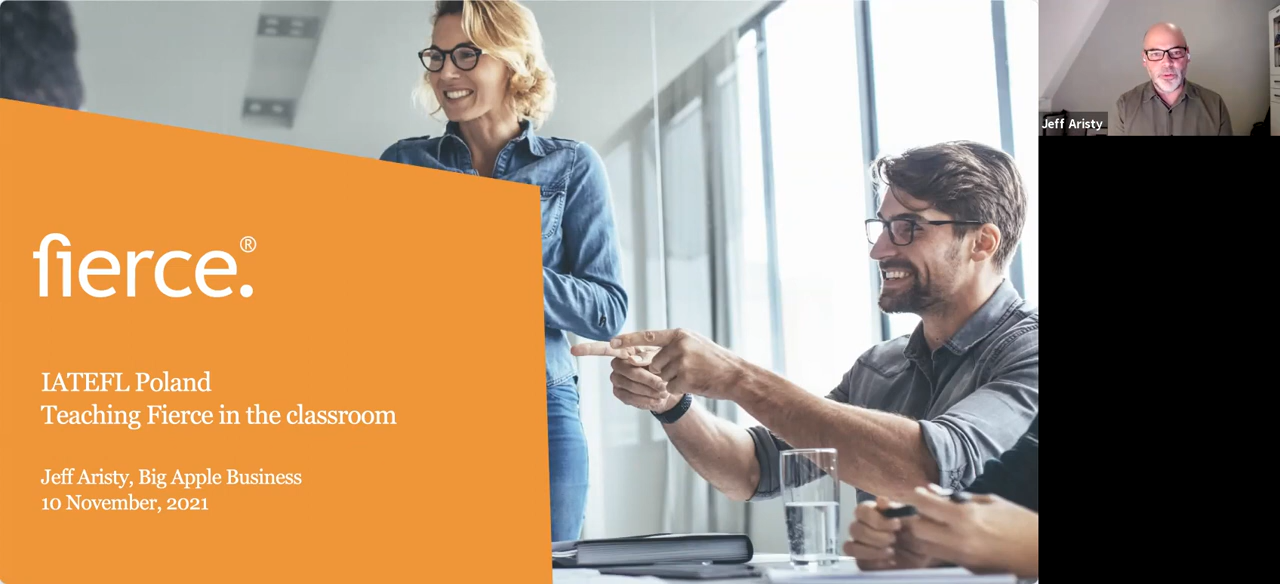 fierce.®
IATEFL Poland
Teaching Fierce in the classroom
Jeff Aristy, Big Apple Business
10 November, 2021
Jeff Aristy